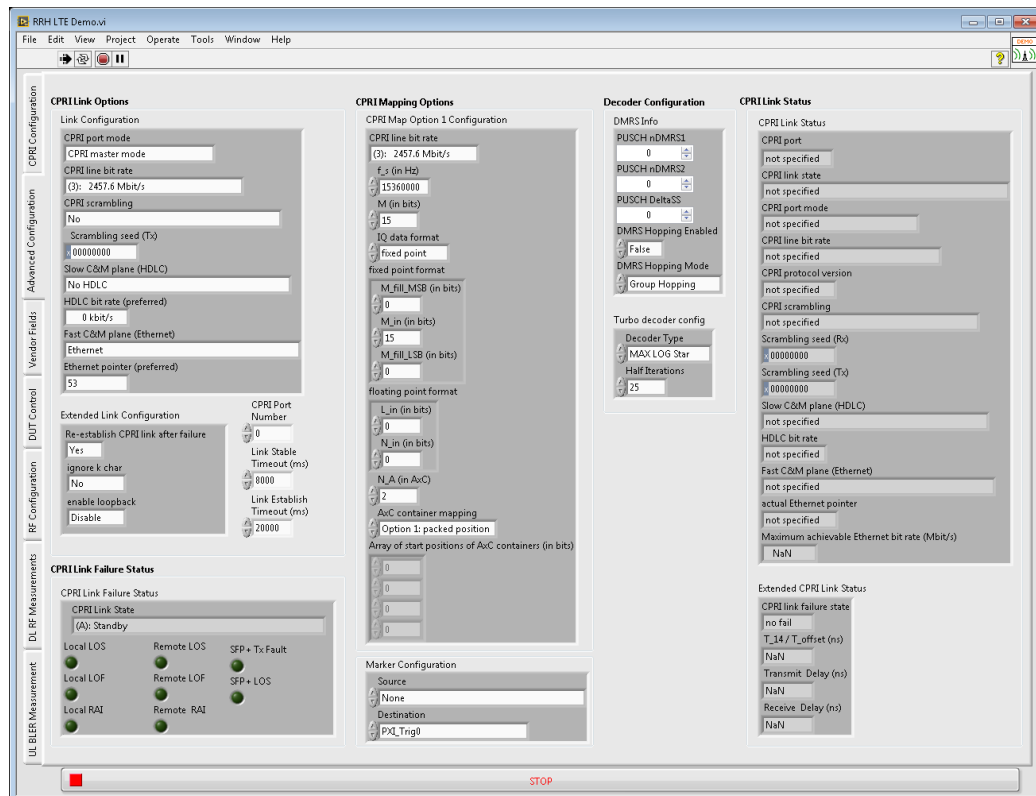 RRH LTE Demo.vi
File Edit View Project Operate Tools Window Help
DEMO
CPRI Configuration
Advanced Configuration
Vendor Fields
DUT Control
RF Configuration
DL RF Measurements
UL BLER Measurement
CPRI Link Options
Link Configuration
CPRI port mode
CPRI master mode
CPRI line bit rate
(3): 2457.6 Mbit/s
CPRI scrambling
No
Scrambling seed (Tx)
x 00000000
Slow C&M plane (HDLC)
No HDLC
HDLC bit rate (preferred)
0 kbit/s
Fast C&M plane (Ethernet)
Ethernet
Ethernet pointer (preferred)
53
Extended Link Configuration
Re-establish CPRI link after failure
Yes
ignore k char
No
enable loopback
Disable
CPRI Port
Number
0
Link Stable
Timeout (ms)
8000
Link Establish
Timeout (ms)
20000
CPRI Link Failure Status
CPRI Link Failure Status
CPRI Link State
(A): Standby
Local LOS Remote LOS SFP+ Tx Fault
Local LOF Remote LOF SFP+ LOS
Local RAI Remote RAI
CPRI Mapping Options
CPRI Map Option 1 Configuration
CPRI line bit rate
(3): 2457.6 Mbit/s
f_s (in Hz)
15360000
M (in bits)
15
IQ data format
fixed point
fixed point format
M_fill_MSB (in bits)
0
M_in (in bits)
15
M_fill_LSB (in bits)
0
floating point format
L_in (in bits)
0
N_in (in bits)
0
N_A (in AxC)
2
AxC container mapping
Option 1: packed position
Array of start positions of AxC containers (in bits)
0
0
0
0
Marker Configuration
Source
None
Destination
PXI_Trig0
Decoder Configuration
DMRS Info
PUSCH nDMRS1
0
PUSCH nDMRS2
0
PUSCH DeltaSS
0
DMRS Hopping Enabled
False
DMRS Hopping Mode
Group Hopping
Turbo decoder config
Decoder Type
MAX LOG Star
Half Iterations
25
CPRI Link Status
CPRI Link Status
CPRI port
not specified
CPRI link state
not specified
CPRI port mode
not specified
CPRI line bit rate
not specified
CPRI protocol version
not specified
CPRI scrambling
not specified
Scrambling seed (Rx)
x 00000000
Scrambling seed (Tx)
x 00000000
Slow C&M plane (HDLC)
not specified
HDLC bit rate
not specified
Fast C&M plane (Ethernet)
not specified
actual Ethernet pointer
not specified
Maximum achievable Ethernet bit rate (Mbit/s)
NaN
Extended CPRI Link Status
CPRI link failure state
no fail
T_14 / T_offset (ns)
NaN
Transmit Delay (ns)
NaN
Receive Delay (ns)
NaN
STOP